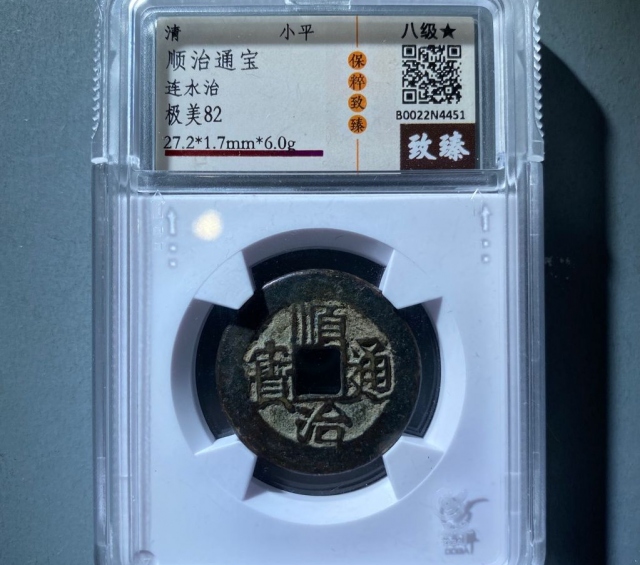 清 小平 八级★
顺治通宝
连水治
极美82
27.2*1.7mm*6.0g
保粹致臻
B0022N4451
致臻
順治通寳